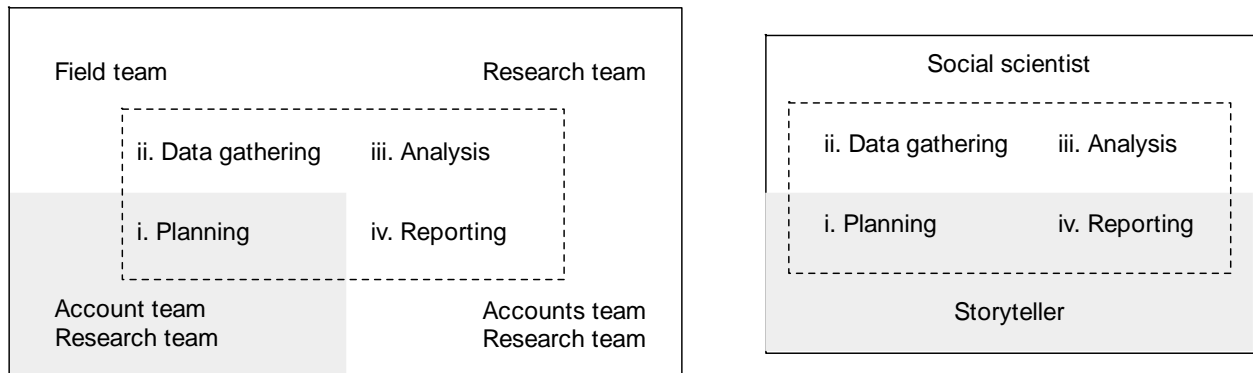 Field team
Research team
ii. Data gathering
iii. Analysis
i. Planning
iv. Reporting
Account team
Research team
Accounts team
Research team
Social scientist
ii. Data gathering
iii. Analysis
i. Planning
iv. Reporting
Storyteller